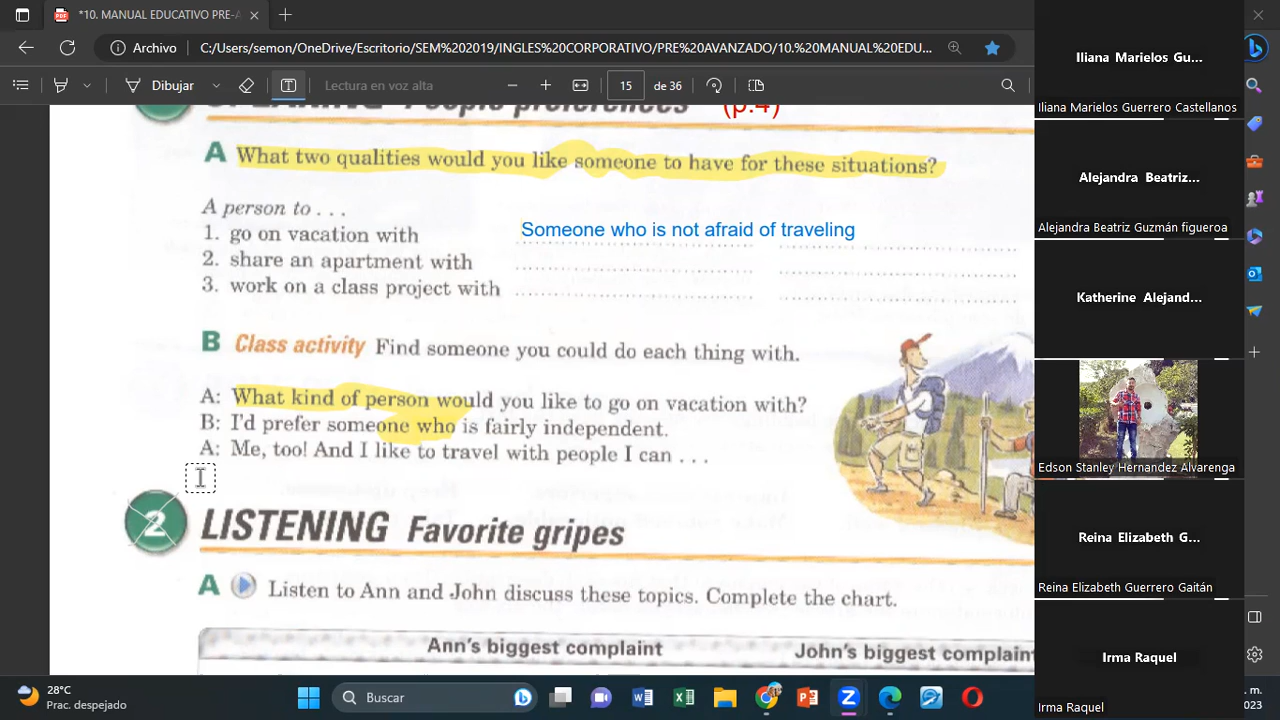 *10. MANUAL EDUCATIVO PRE-A
Archivo
C:/Users/semon/OneDrive/Escritorio/SEM%202019/INGLES%20CORPORATIVO/PRE%20AVANZADO/10.%20MANUAL%20EDU...
Dibujar
Lectura en voz alta
15
de 36
People preferences (p.4)
A What two qualities would you like someone to have for these situations?
A person to . . .
1. go on vacation with
Someone who is not afraid of traveling
2. share an apartment with
3. work on a class project with
B Class activity Find someone you could do each thing with.
A: What kind of person would you like to go on vacation with?
B: I'd prefer someone who is fairly independent.
A: Me, too! And I like to travel with people I can . . .
2 LISTENING Favorite gripes
A Listen to Ann and John discuss these topics. Complete the chart.
Ann's biggest complaint
John's biggest complaint
Iliana Marielos Gu...
Iliana Marielos Guerrero Castellanos
Alejandra Beatriz...
Alejandra Beatriz Guzmán figueroa
Katherine Alejand...
Edson Stanley Hernandez Alvarenga
Reina Elizabeth G...
Reina Elizabeth Guerrero Gaitán
Irma Raquel
Irma Raquel
28°C
Prac. despejado
Buscar
. m.
023